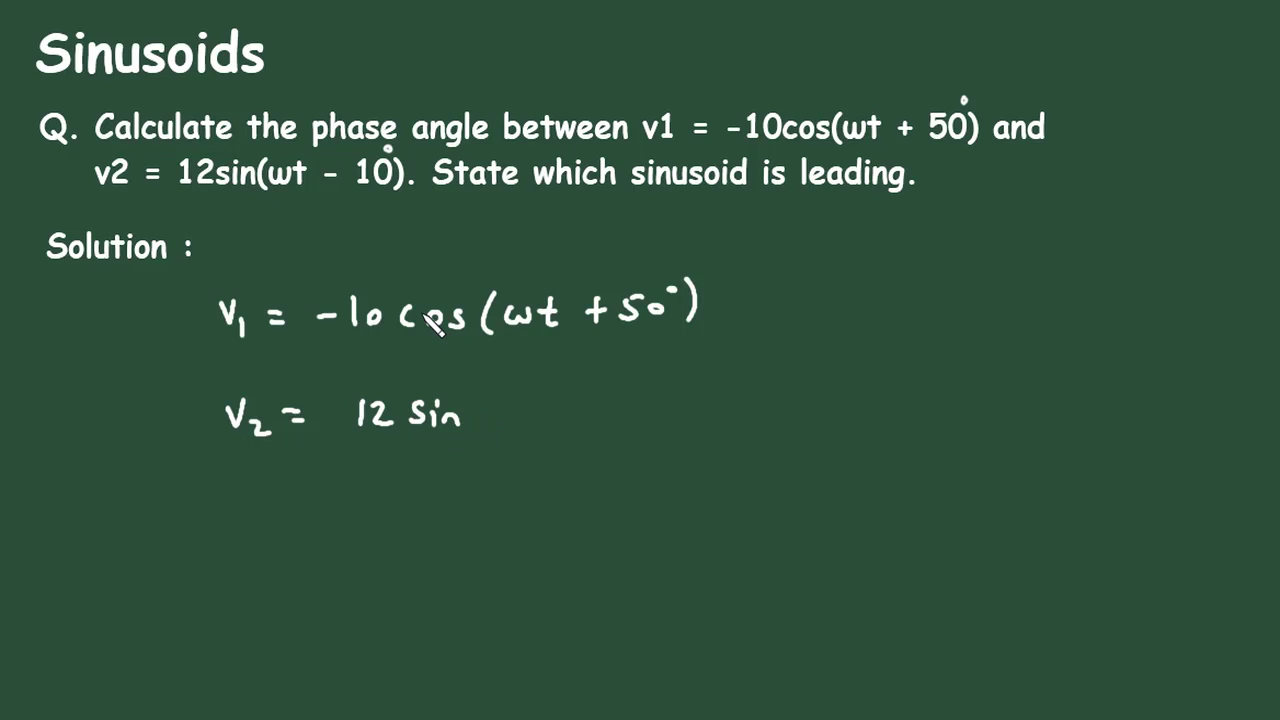 Sinusoids
Q. Calculate the phase angle between v1 = -10cos(ωt + 50°) and
v2 = 12sin(ωt - 10°). State which sinusoid is leading.
Solution :
v₁ = -10 cos(ωt + 50°)
v₂ = 12 sin